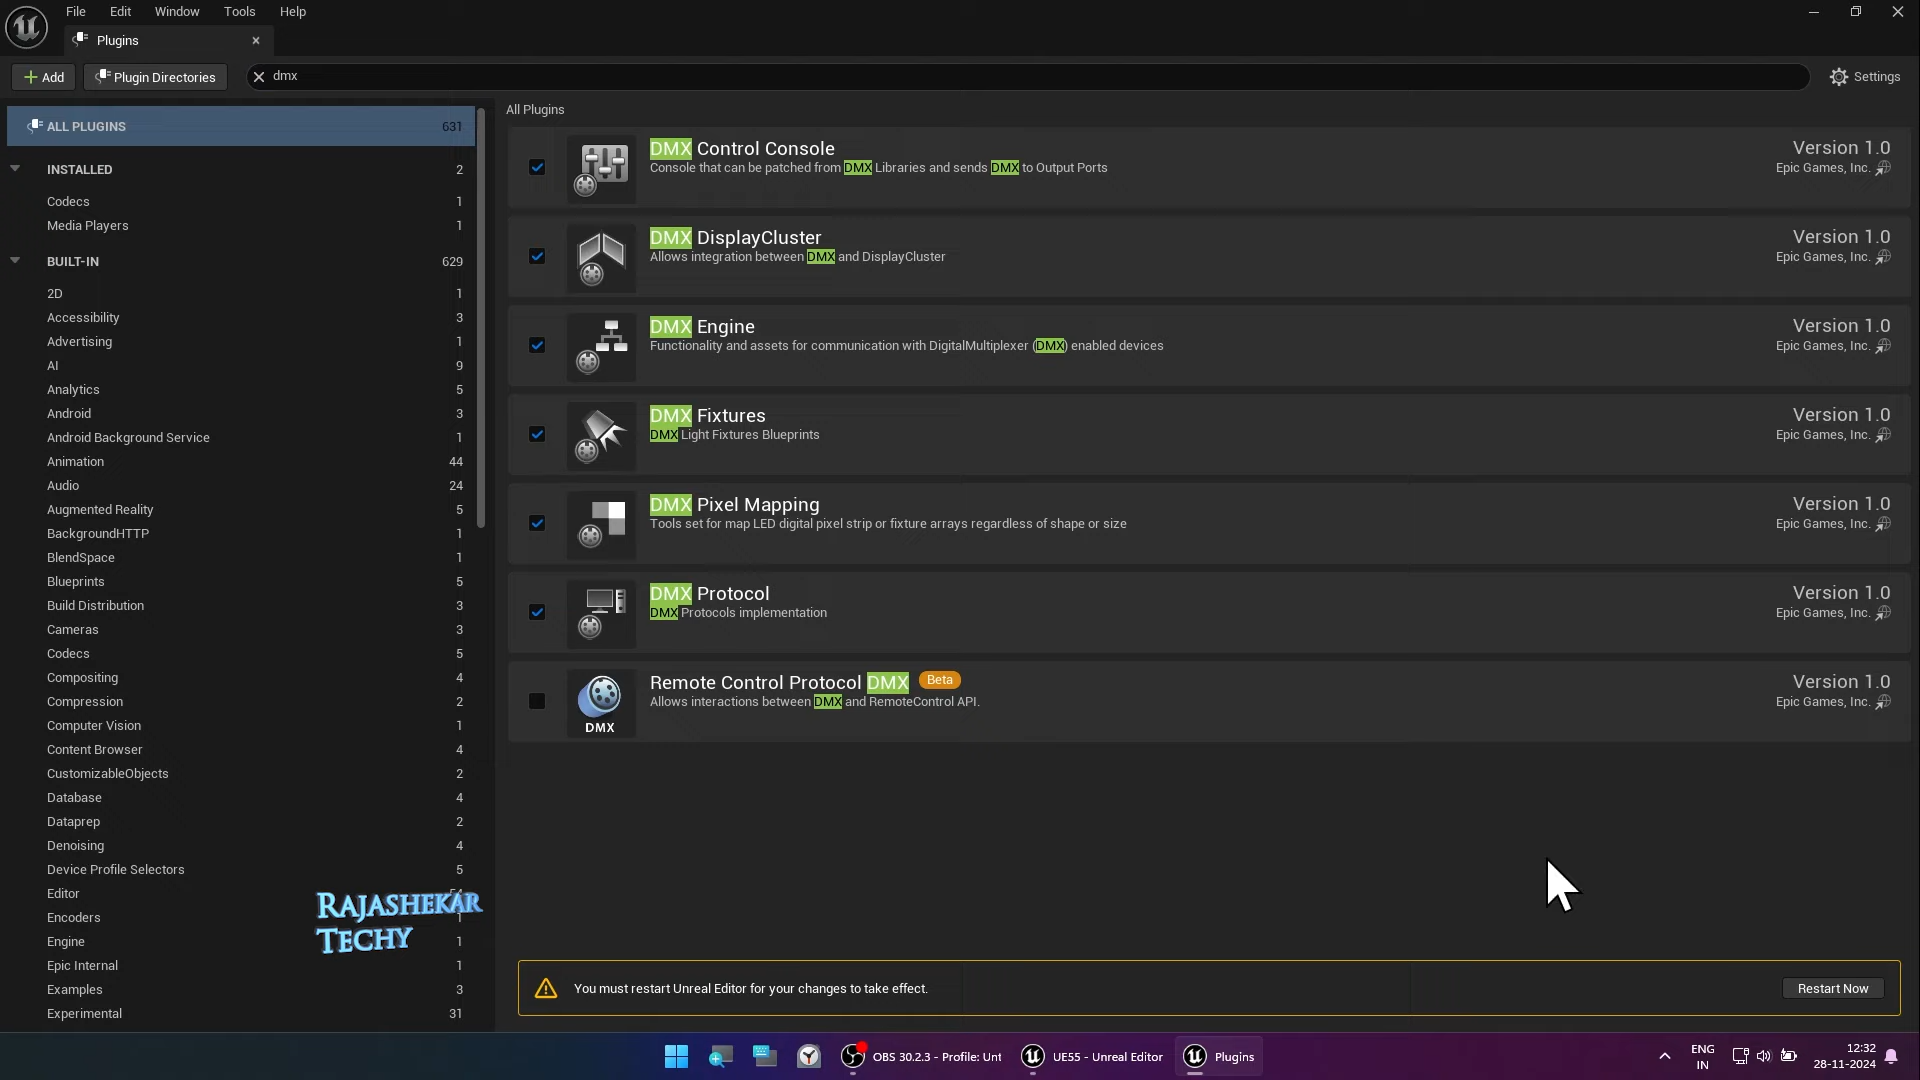 File Edit Window Tools Help
Plugins
Add Plugin Directories dmx Settings
ALL PLUGINS 631
INSTALLED 2
Codecs 1
Media Players 1
BUILT-IN 629
2D 1
Accessibility 3
Advertising 1
AI 9
Analytics 5
Android 3
Android Background Service 1
Animation 44
Audio 24
Augmented Reality 5
BackgroundHTTP 1
BlendSpace 1
Blueprints 5
Build Distribution 3
Cameras 3
Codecs 5
Compositing 4
Compression 2
Computer Vision 1
Content Browser 4
CustomizableObjects 2
Database 4
Dataprep 2
Denoising 4
Device Profile Selectors 5
Editor 54
Encoders 1
Engine 1
Epic Internal 1
Examples 3
Experimental 31
RAJASHEKAR
TECHY
All Plugins
DMX Control Console Version 1.0
Console that can be patched from DMX Libraries and sends DMX to Output Ports Epic Games, Inc.
DMX DisplayCluster Version 1.0
Allows integration between DMX and DisplayCluster Epic Games, Inc.
DMX Engine Version 1.0
Functionality and assets for communication with DigitalMultiplexer (DMX) enabled devices Epic Games, Inc.
DMX Fixtures Version 1.0
DMX Light Fixtures Blueprints Epic Games, Inc.
DMX Pixel Mapping Version 1.0
Tools set for map LED digital pixel strip or fixture arrays regardless of shape or size Epic Games, Inc.
DMX Protocol Version 1.0
DMX Protocols implementation Epic Games, Inc.
Remote Control Protocol DMX Beta Version 1.0
Allows interactions between DMX and RemoteControl API. Epic Games, Inc.
DMX
You must restart Unreal Editor for your changes to take effect. Restart Now
OBS 30.2.3 - Profile: Unt UE55 - Unreal Editor Plugins
ENG
IN
12:32
28-11-2024